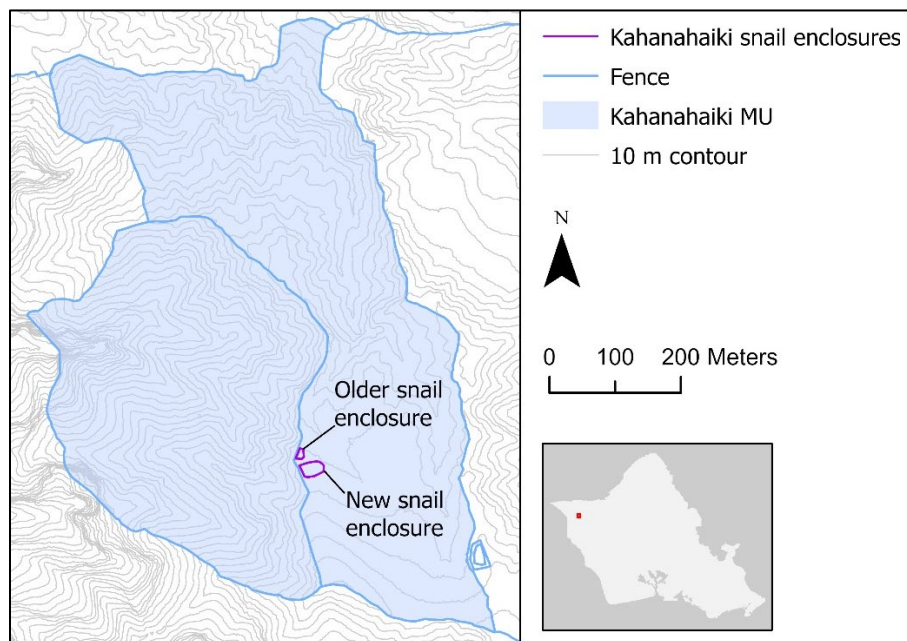 Kahanahaiki snail enclosures
Fence
Kahanahaiki MU
10 m contour
N
0 100 200 Meters
Older snail
enclosure
New snail
enclosure